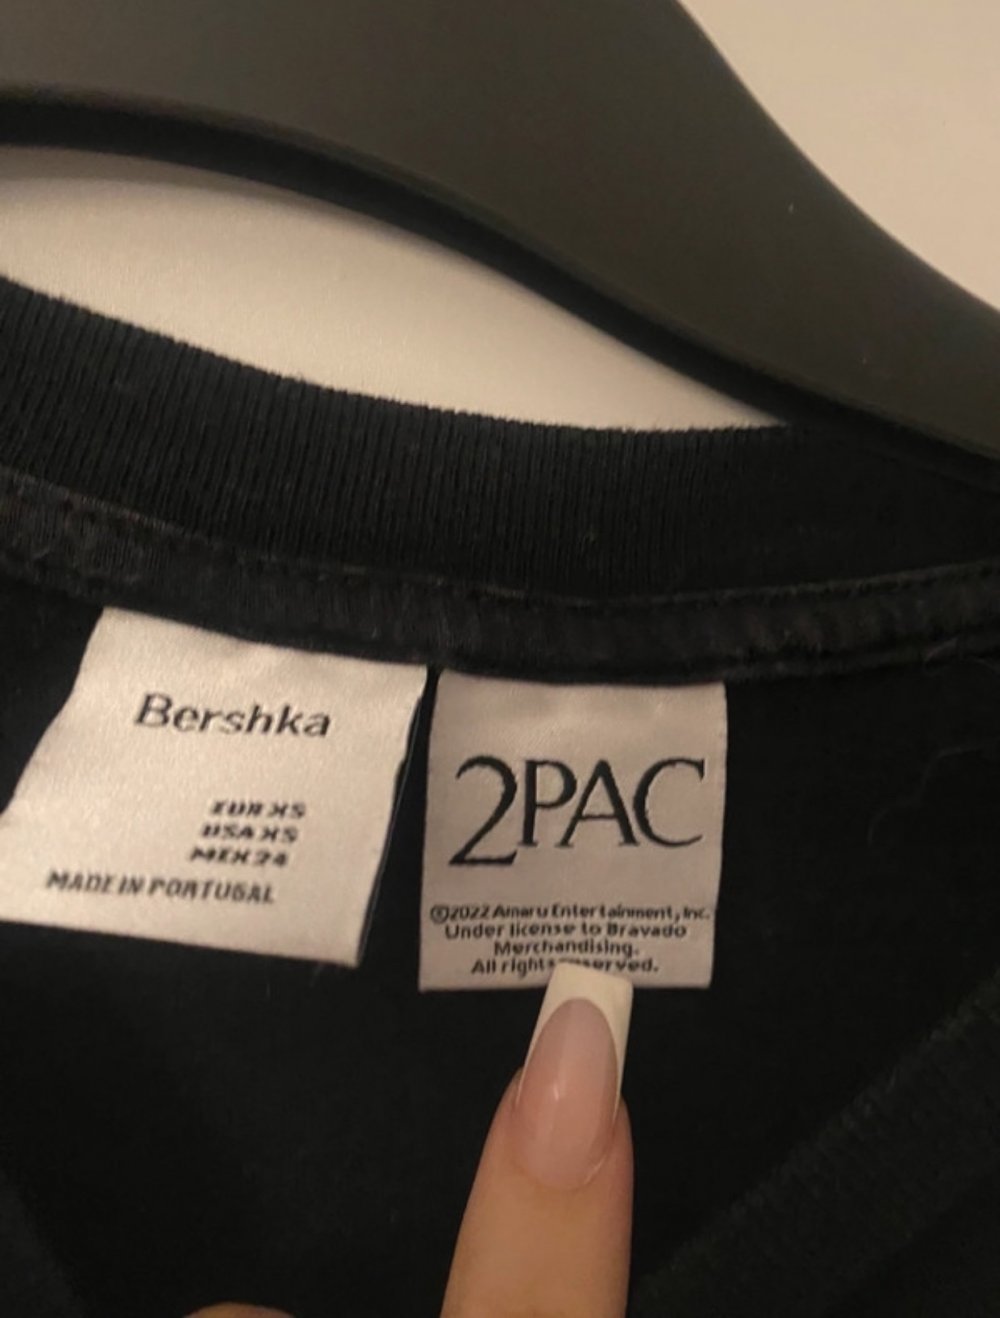 Bershka
EUR XS
USA XS
MEX 24
MADE IN PORTUGAL
2PAC
©2022 Amaru Entertainment, Inc.
Under license to Bravado
Merchandising.
All rights reserved.